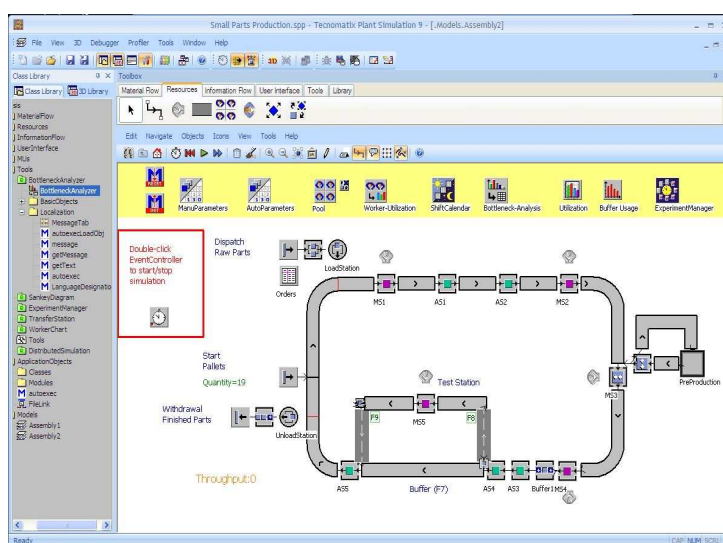 Small Parts Production.spp - Tecnomatix Plant Simulation 9 - [.Models.Assembly2]
File View 3D Debugger Profiler Tools Window Help
Class Library
Toolbox
Class Library 3D Library
Material Flow Resources Information Flow User Interface Tools Library
sis
MaterialFlow
Resources
InformationFlow
UserInterface
MUs
Tools
BottleneckAnalyzer
BottleneckAnalyzer
BasicObjects
Localization
MessageTab
autoexecLoadObj
message
getMessage
getText
autoexec
LanguageDesignatio
SankeyDiagram
ExperimentManager
TransferStation
WorkerChart
Tools
DistributedSimulation
ApplicationObjects
Classes
Modules
autoexec
FileLink
Models
Assembly1
Assembly2
Edit Navigate Objects Icons View Tools Help
ManuParameters AutoParameters Pool Worker-Utilization ShiftCalendar Bottleneck-Analysis Utilization Buffer Usage ExperimentManager
Double-click
EventController
to start/stop
simulation
Dispatch
Raw Parts
LoadStation
Orders
MS1 AS1 AS2 MS2
Start
Pallets
Quantity=19
Test Station
MS3
PreProduction
Withdrawal
Finished Parts
UnloadStation
F9 MS5 F8
Throughput:0
AS5 Buffer (F7) AS4 AS3 Buffer1 MS4
Ready
CAP NUM SCRL